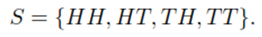 S = {HH, HT, TH, TT}.